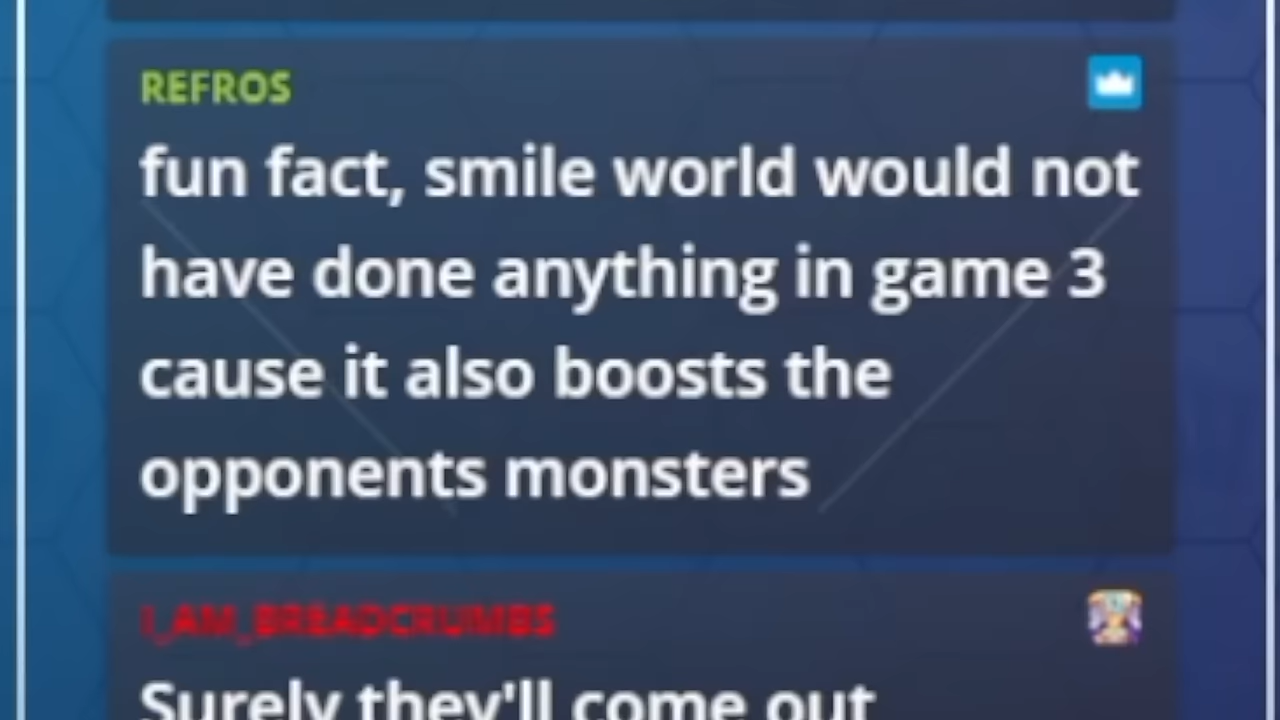 REFROS
fun fact, smile world would not
have done anything in game 3
cause it also boosts the
opponents monsters
I_AM_BREADCRUMBS
Surely they'll come out